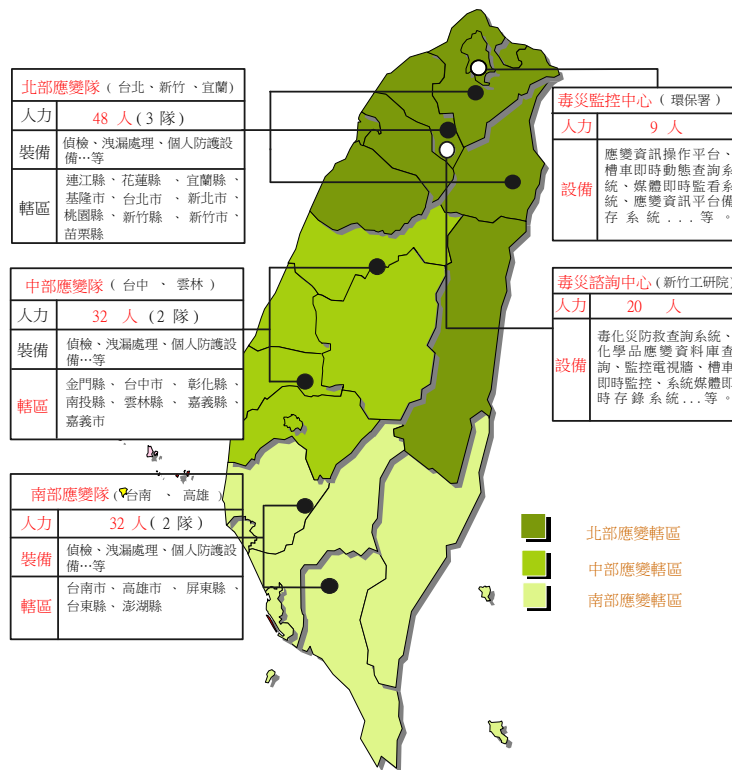 北部應變隊 ( 台北、新竹 、宜蘭)
人力 48 人 (3 隊)
裝備 偵檢、洩漏處理、個人防護設
備…等
轄區 連江縣、 花蓮縣 、 宜蘭縣 、
基隆市 、 台北市 、 新北市 、
桃園縣 、 新竹縣 、 新竹市 、
苗栗縣
中部應變隊 ( 台中 、 雲林 )
人力 32 人 (2 隊)
裝備 偵檢、洩漏處理、個人防護設
備…等
轄區 金門縣 、 台中市 、 彰化縣 、
南投縣 、 雲林縣 、 嘉義縣 、
嘉義市
南部應變隊 ( 台南 、 高雄 )
人力 32 人( 2 隊 )
裝備 偵檢、洩漏處理、個人防護設
備…等
轄區 台南市 、 高雄市 、 屏東縣 、
台東縣 、 澎湖縣
毒災監控中心 ( 環保署 )
人力 9 人
設備 應變資訊操作平台、
槽車即時動態查詢系
統、媒體即時監看系
統、應變資訊平台備
存系統...等。
毒災諮詢中心 (新竹工研院)
人力 20 人
設備 毒化災防救查詢系統、
化學品應變資料庫查
詢、監控電視牆、槽車
即時監控、系統媒體即
時存錄系統...等。
北部應變轄區
中部應變轄區
南部應變轄區